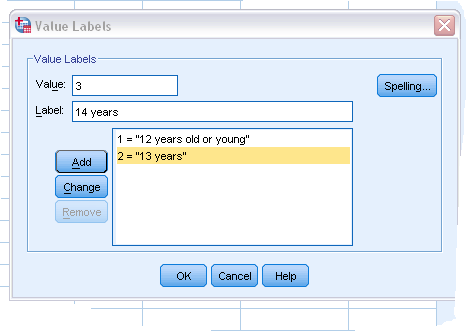 Value Labels
Value Labels
Value: 3
Spelling...
Label: 14 years
1 = "12 years old or young"
2 = "13 years"
Add
Change
Remove
OK Cancel Help